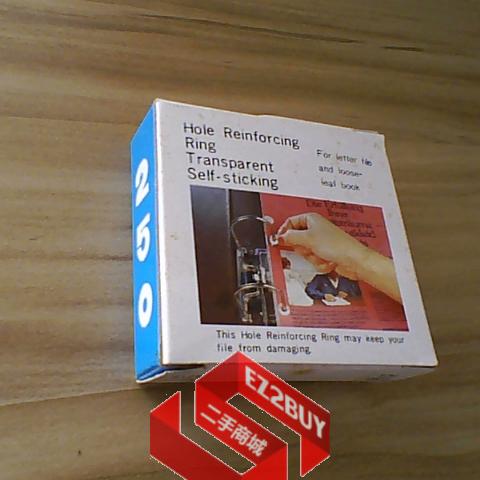 Hole Reinforcing
Ring
Transparent
Self-sticking
For letter file
and loose-
leaf book
250
This Hole Reinforcing Ring may keep your
file from damaging.
EZ2BUY
二手商城